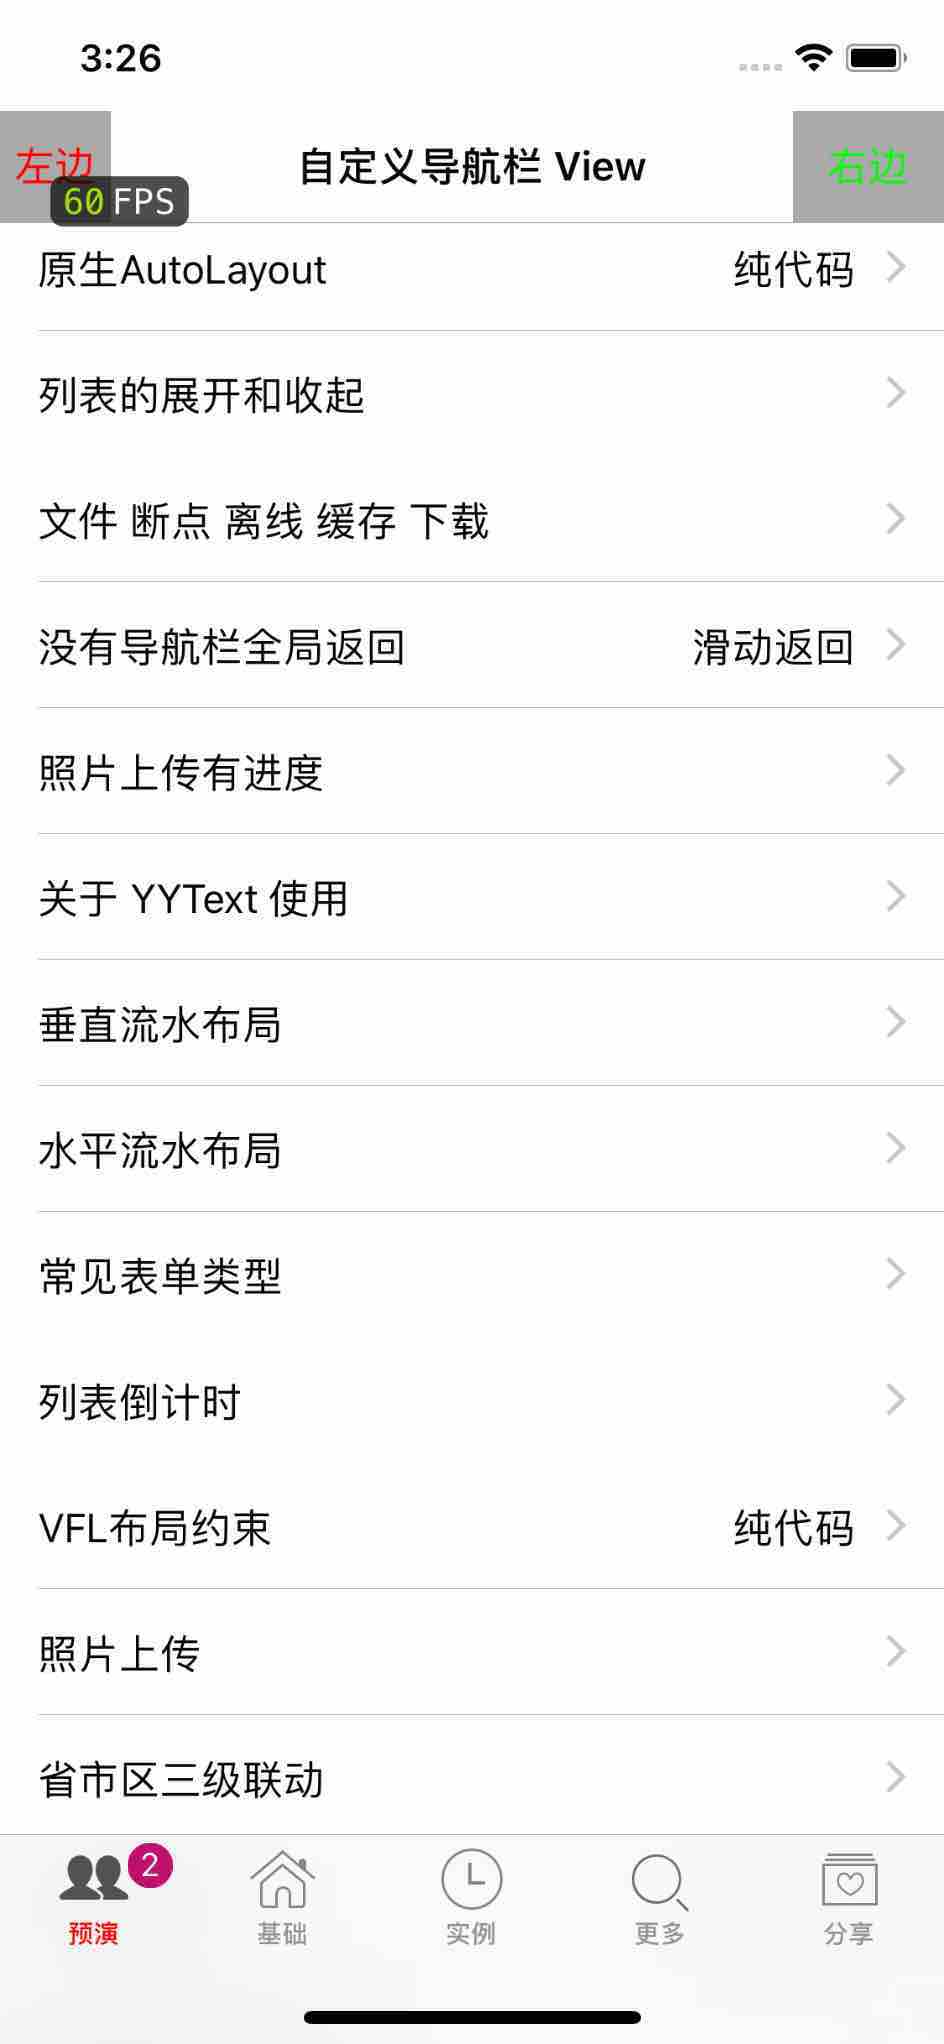 3:26
左边
自定义导航栏 View
右边
60FPS
原生AutoLayout 纯代码
列表的展开和收起
文件 断点 离线 缓存 下载
没有导航栏全局返回 滑动返回
照片上传有进度
关于 YYText 使用
垂直流水布局
水平流水布局
常见表单类型
列表倒计时
VFL布局约束 纯代码
照片上传
省市区三级联动
2
预演 基础 实例 更多 分享